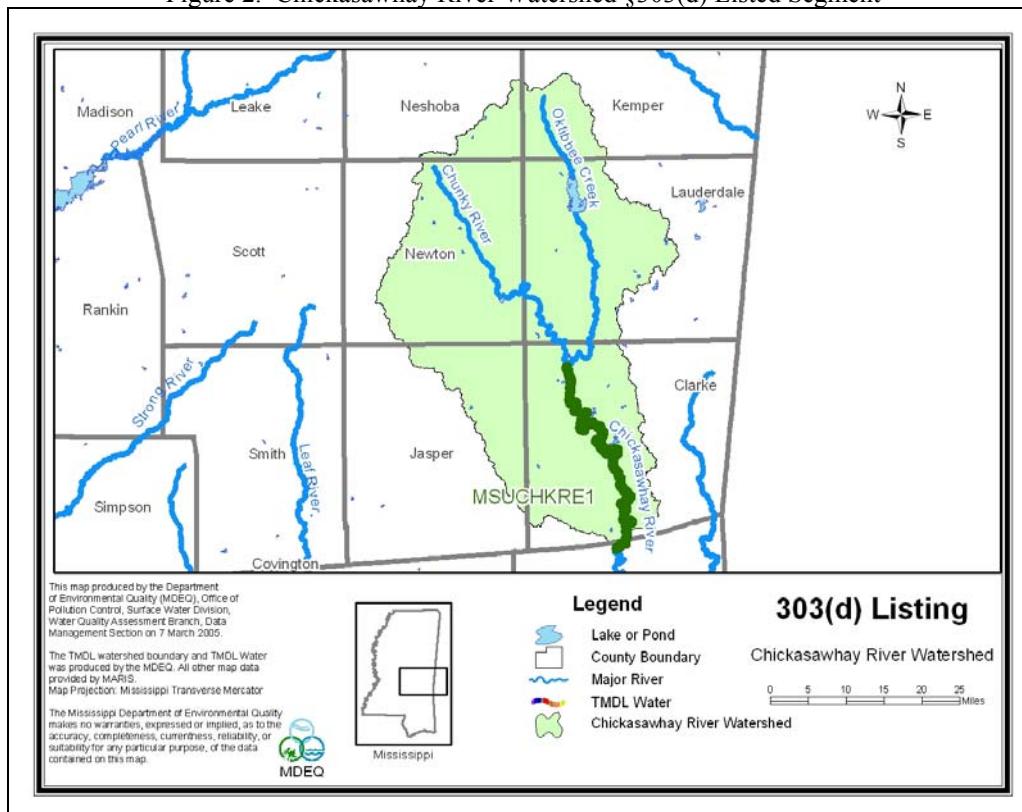 Figure 2. Chickasawhay River Watershed §303(d) Listed Segment
Madison
Leake
Neshoba
Kemper
N
W
E
S
Pearl River
Oktibbee Creek
Chunky River
Lauderdale
Scott
Newton
Rankin
Strong River
Clarke
Smith
Leaf River
Jasper
Chickasawhay River
MSUCHKRE1
Simpson
Covington
This map produced by the Department
of Environmental Quality (MDEQ), Office of
Pollution Control, Surface Water Division,
Water Quality Assessment Branch, Data
Management Section on 7 March 2005.
The TMDL watershed boundary and TMDL Water
was produced by the MDEQ. All other map data
provided by MARIS.
Map Projection: Mississippi Transverse Mercator
The Mississippi Department of Environmental Quality
makes no warranties, expressed or implied, as to the
accuracy, completeness, currentness, reliability, or
suitability for any particular purpose, of the data
contained on this map.
MDEQ
Mississippi
Legend
Lake or Pond
County Boundary
Major River
TMDL Water
Chickasawhay River Watershed
303(d) Listing
Chickasawhay River Watershed
0 5 10 15 20 25
Miles